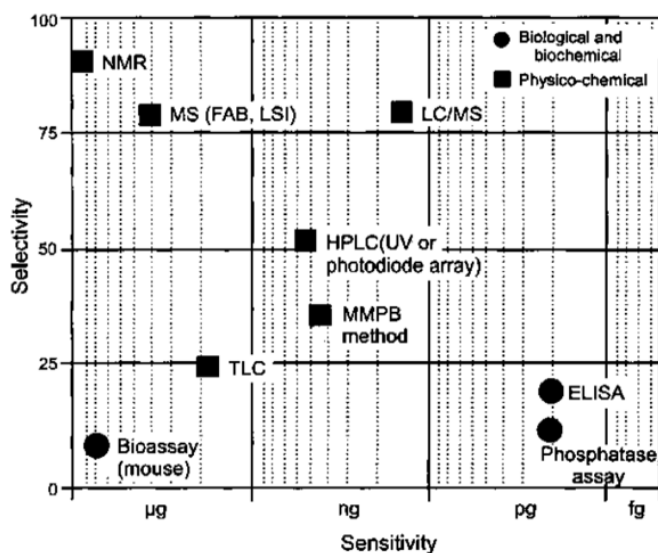 100
Biological and
biochemical
Physico-chemical
NMR
MS (FAB, LSI)
LC/MS
75
Selectivity
50
HPLC(UV or
photodiode array)
MMPB
method
25
TLC
ELISA
Bioassay
(mouse)
Phosphatase
assay
0
µg
ng
pg
fg
Sensitivity